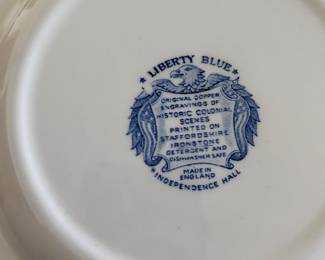 ★ LIBERTY BLUE ★
ORIGINAL COPPER
ENGRAVINGS OF
HISTORIC COLONIAL
SCENES
PRINTED ON
STAFFORDSHIRE
IRONSTONE
DETERGENT AND
DISHWASHER SAFE
MADE IN
ENGLAND
★ INDEPENDENCE HALL ★